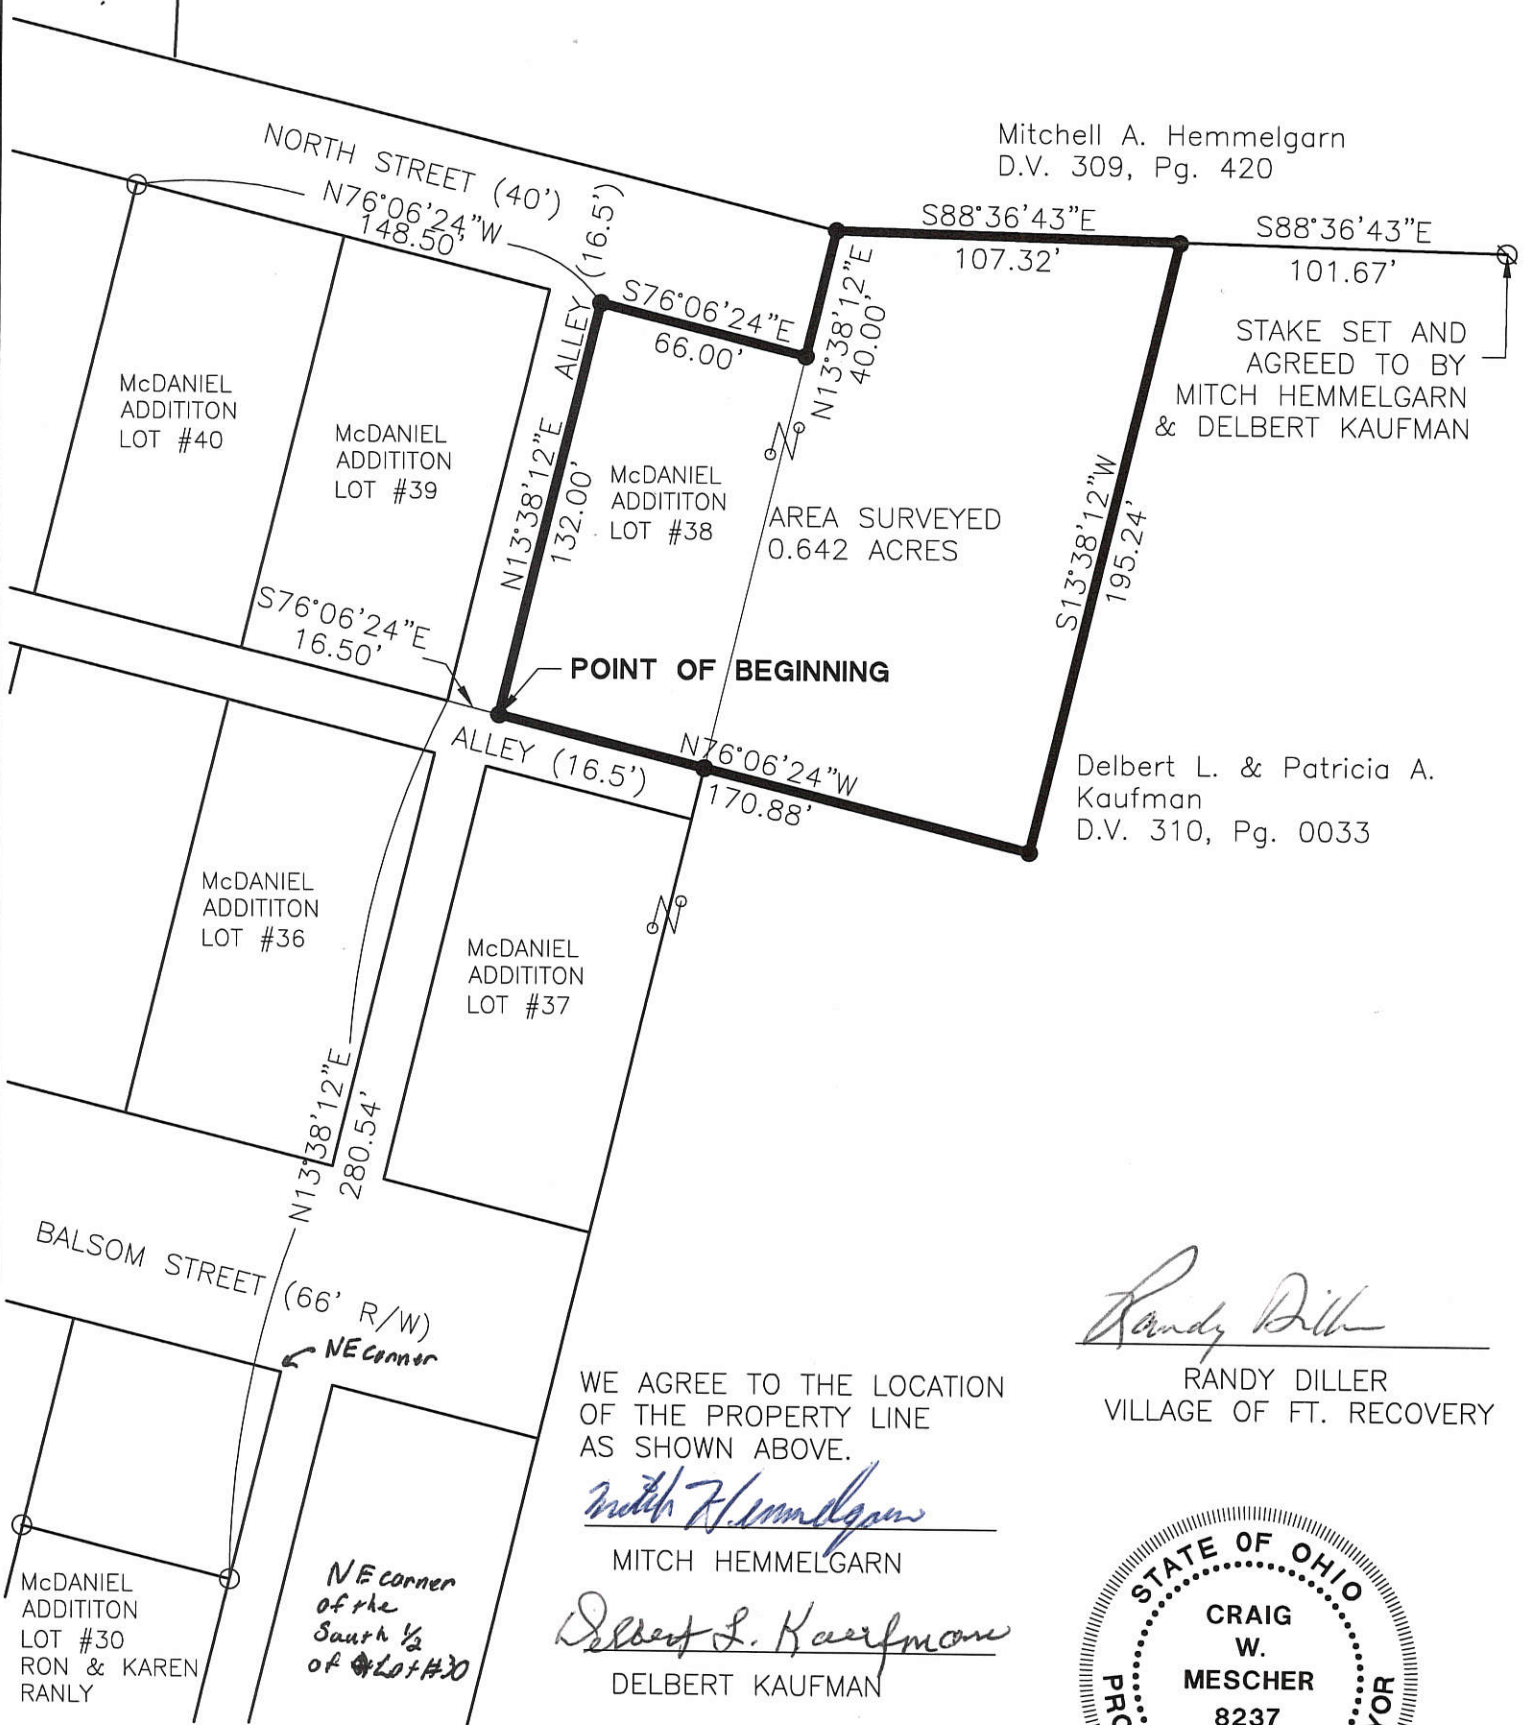 NORTH STREET (40')
N76°06'24"W
148.50'
ALLEY (16.5')
Mitchell A. Hemmelgarn
D.V. 309, Pg. 420
S88°36'43"E
107.32'
S88°36'43"E
101.67'
S76°06'24"E
66.00'
N13°38'12"E
40.00'
STAKE SET AND
AGREED TO BY
MITCH HEMMELGARN
& DELBERT KAUFMAN
McDANIEL
ADDITITON
LOT #40
McDANIEL
ADDITITON
LOT #39
N13°38'12"E
132.00'
McDANIEL
ADDITITON
LOT #38
AREA SURVEYED
0.642 ACRES
S13°38'12"W
195.24'
S76°06'24"E
16.50'
POINT OF BEGINNING
ALLEY (16.5')
N76°06'24"W
170.88'
Delbert L. & Patricia A.
Kaufman
D.V. 310, Pg. 0033
McDANIEL
ADDITITON
LOT #36
McDANIEL
ADDITITON
LOT #37
N13°38'12"E
280.54'
BALSOM STREET (66' R/W)
NE corner
WE AGREE TO THE LOCATION
OF THE PROPERTY LINE
AS SHOWN ABOVE.
Mitch Hemmelgarn
MITCH HEMMELGARN
Delbert L. Kaufman
DELBERT KAUFMAN
Randy Diller
RANDY DILLER
VILLAGE OF FT. RECOVERY
McDANIEL
ADDITITON
LOT #30
RON & KAREN
RANLY
NE corner
of the
South 1/2
of Lot #30
STATE OF OHIO
CRAIG
W.
MESCHER
8237